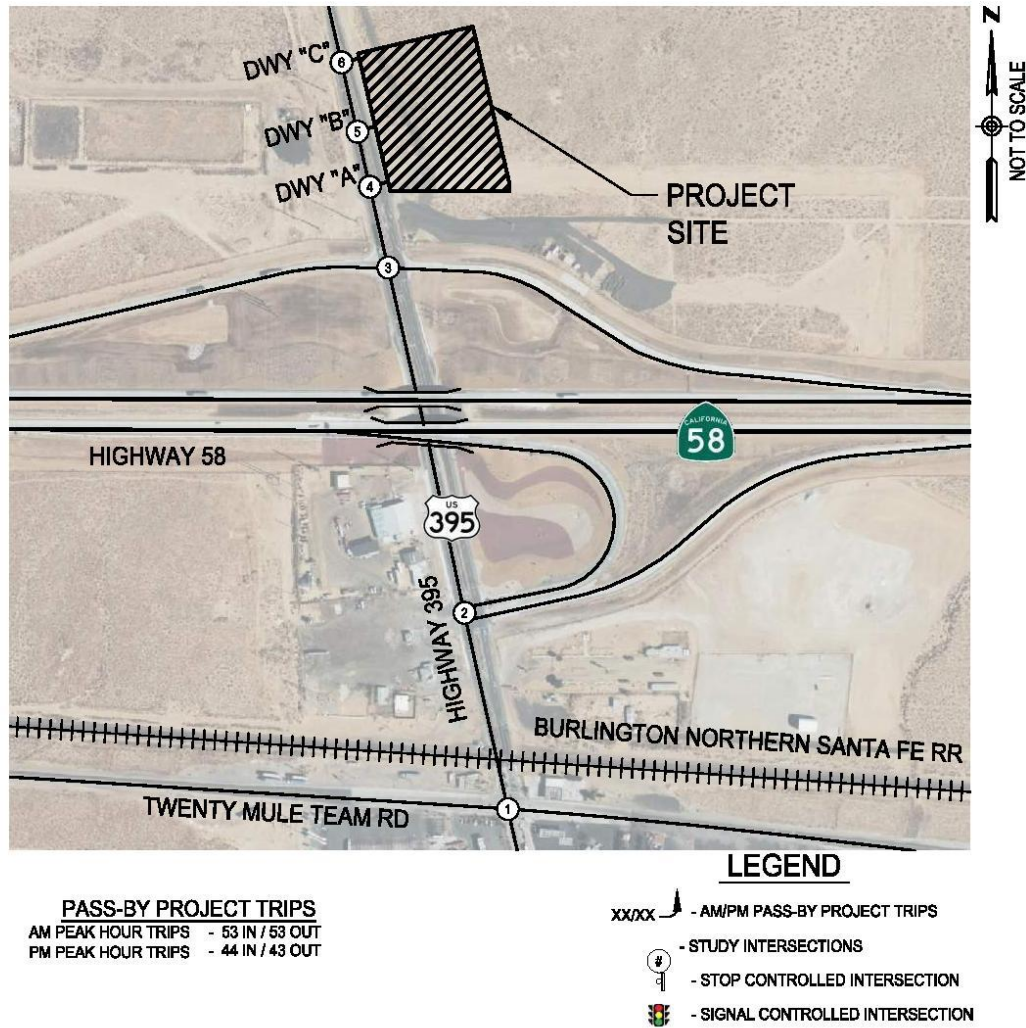 N
NOT TO SCALE
DWY "C"
6
DWY "B"
5
DWY "A"
4
PROJECT
SITE
3
CALIFORNIA
58
HIGHWAY 58
US
395
HIGHWAY 395
2
BURLINGTON NORTHERN SANTA FE RR
TWENTY MULE TEAM RD
1
LEGEND
PASS-BY PROJECT TRIPS
AM PEAK HOUR TRIPS - 53 IN / 53 OUT
PM PEAK HOUR TRIPS - 44 IN / 43 OUT
XX/XX - AM/PM PASS-BY PROJECT TRIPS
# - STUDY INTERSECTIONS
- STOP CONTROLLED INTERSECTION
- SIGNAL CONTROLLED INTERSECTION